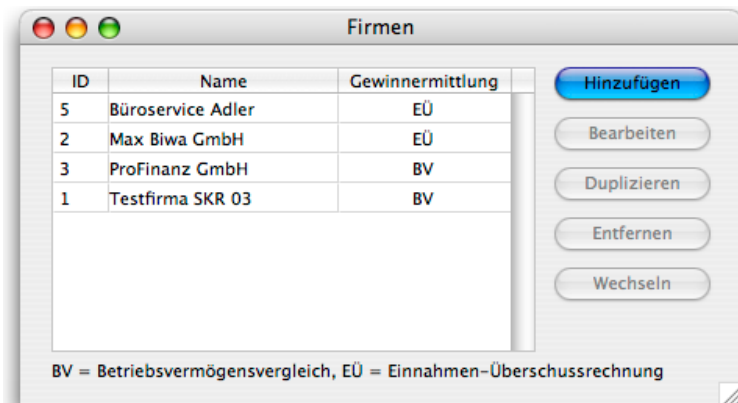 Firmen
ID Name Gewinnermittlung
5 Büroservice Adler EÜ
2 Max Biwa GmbH EÜ
3 ProFinanz GmbH BV
1 Testfirma SKR 03 BV
Hinzufügen
Bearbeiten
Duplizieren
Entfernen
Wechseln
BV = Betriebsvermögensvergleich, EÜ = Einnahmen-Überschussrechnung